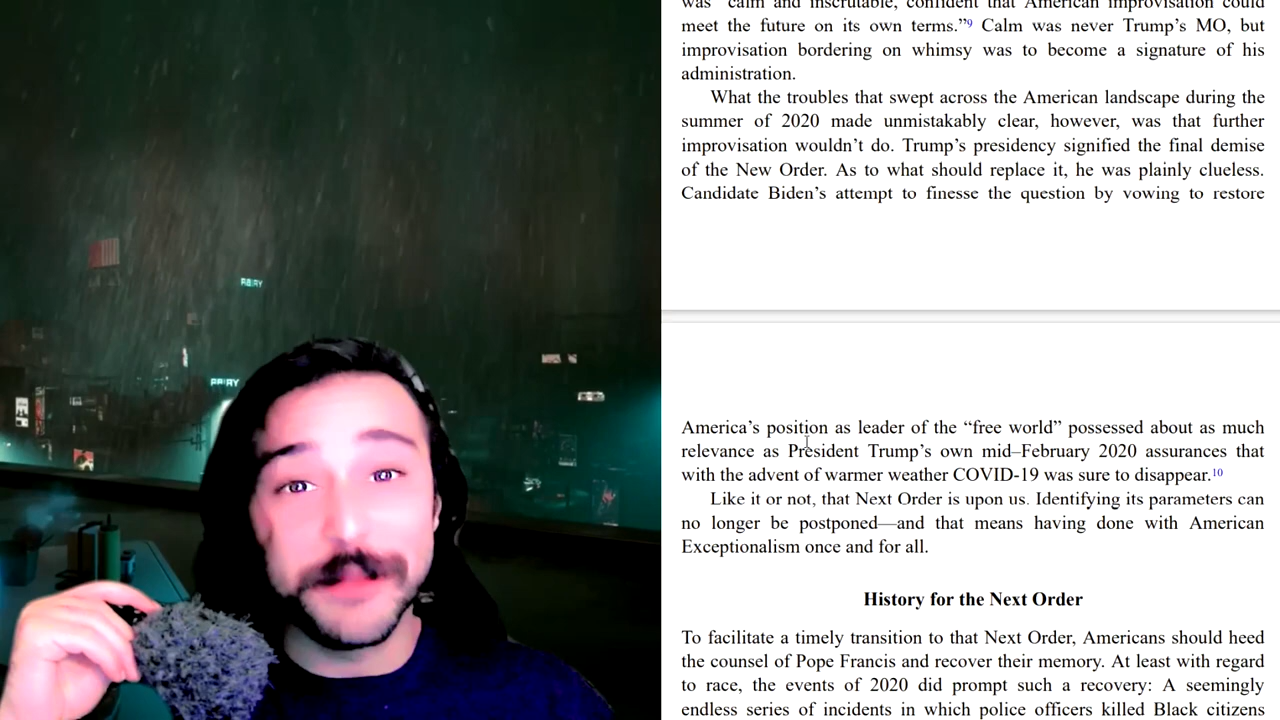 was “calm and inscrutable, confident that American improvisation could
meet the future on its own terms.”9 Calm was never Trump’s MO, but
improvisation bordering on whimsy was to become a signature of his
administration.
What the troubles that swept across the American landscape during the
summer of 2020 made unmistakably clear, however, was that further
improvisation wouldn’t do. Trump’s presidency signified the final demise
of the New Order. As to what should replace it, he was plainly clueless.
Candidate Biden’s attempt to finesse the question by vowing to restore
America’s position as leader of the “free world” possessed about as much
relevance as President Trump’s own mid–February 2020 assurances that
with the advent of warmer weather COVID-19 was sure to disappear.10
Like it or not, that Next Order is upon us. Identifying its parameters can
no longer be postponed—and that means having done with American
Exceptionalism once and for all.
History for the Next Order
To facilitate a timely transition to that Next Order, Americans should heed
the counsel of Pope Francis and recover their memory. At least with regard
to race, the events of 2020 did prompt such a recovery: A seemingly
endless series of incidents in which police officers killed Black citizens